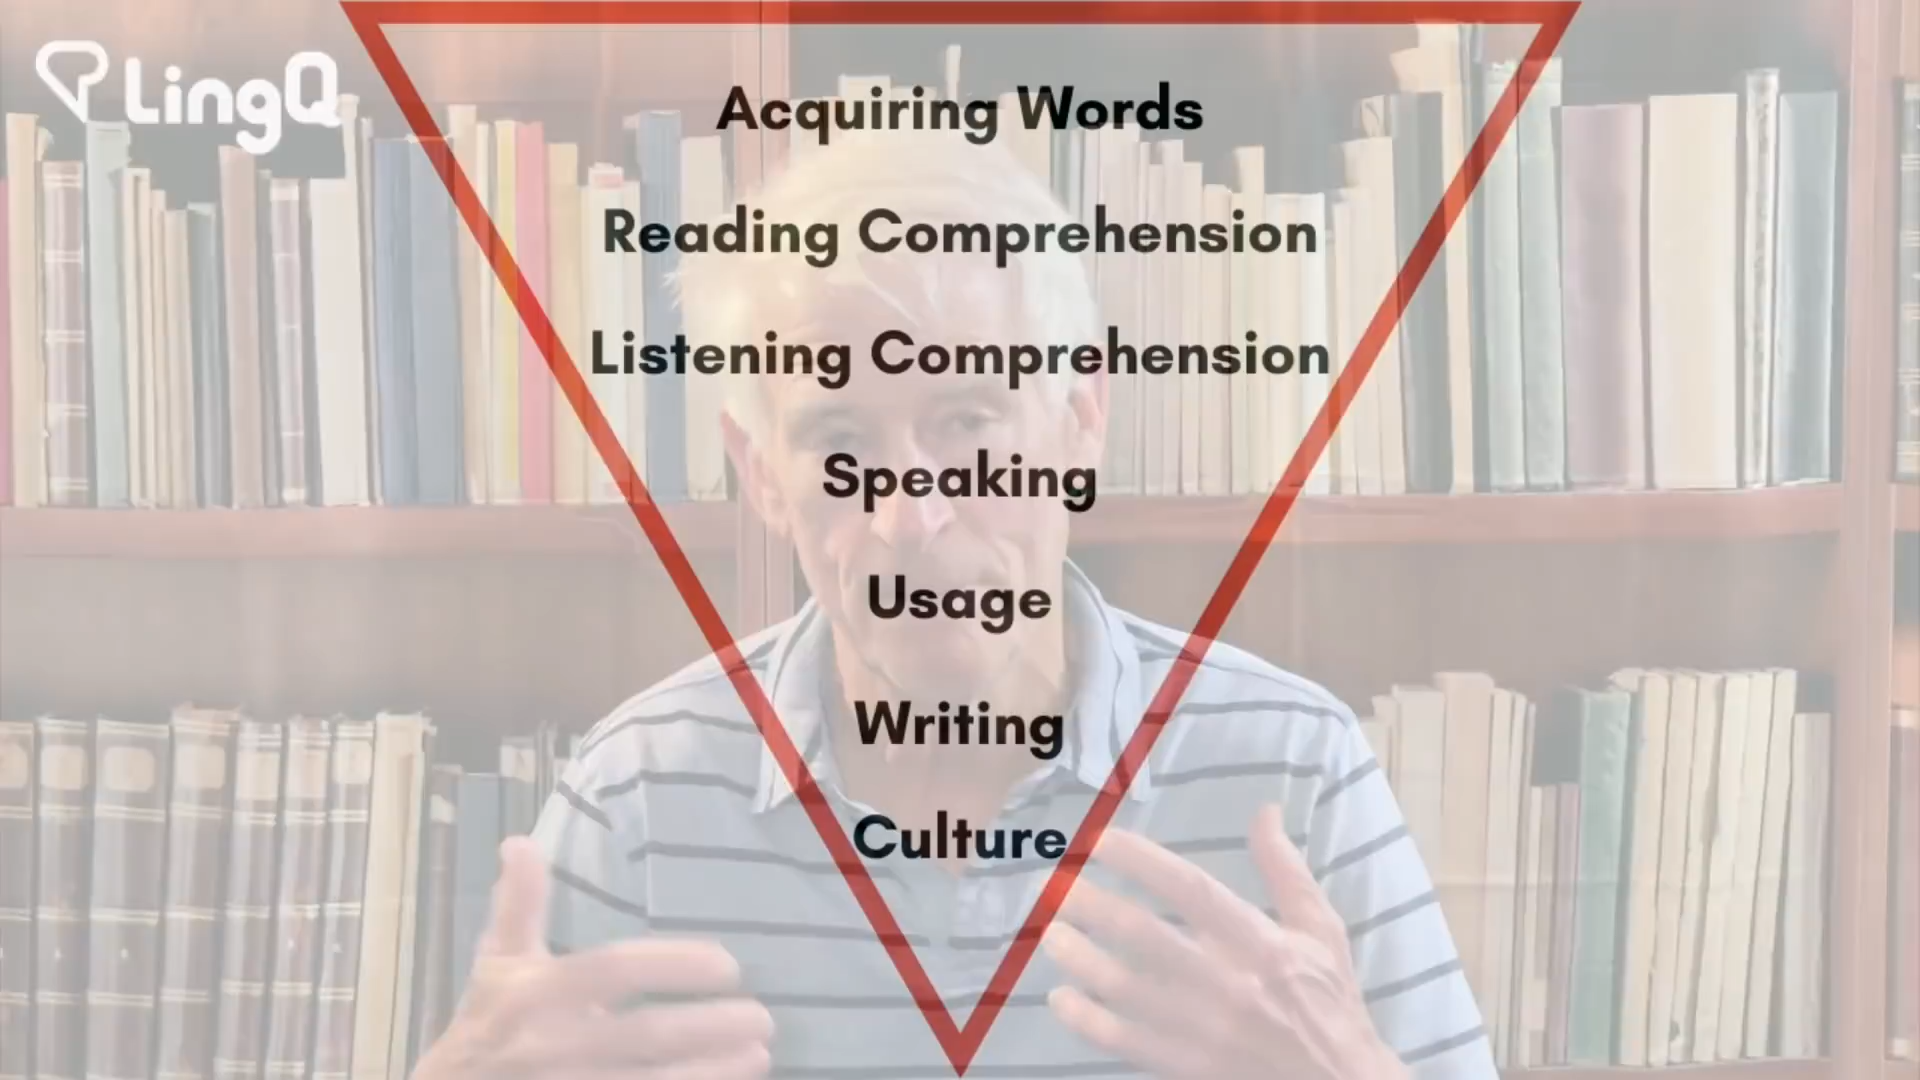 LingQ
Acquiring Words
Reading Comprehension
Listening Comprehension
Speaking
Usage
Writing
Culture